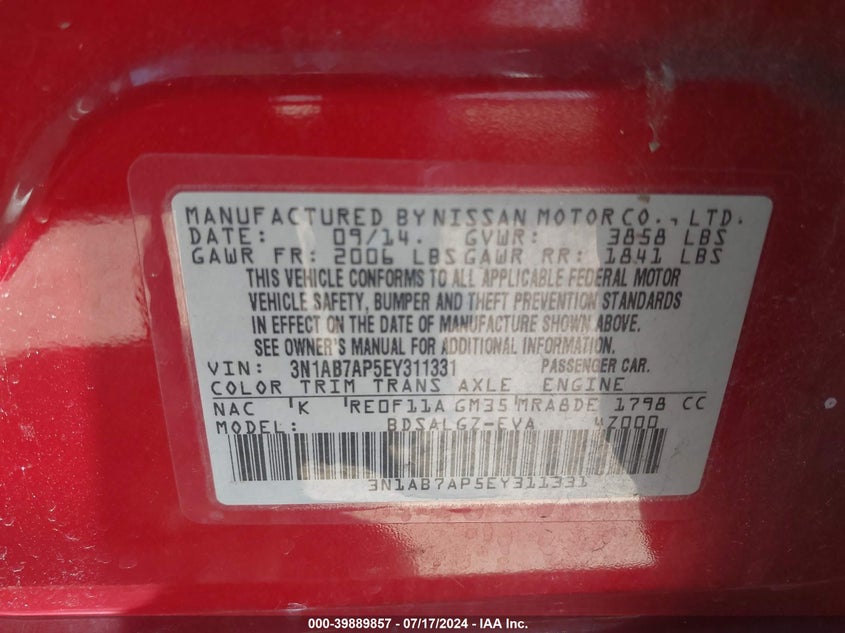 MANUFACTURED BY NISSAN MOTOR CO., LTD.
DATE: 09/14. GVWR: 3858 LBS
GAWR FR: 2006 LBS GAWR RR: 1841 LBS
THIS VEHICLE CONFORMS TO ALL APPLICABLE FEDERAL MOTOR
VEHICLE SAFETY, BUMPER AND THEFT PREVENTION STANDARDS
IN EFFECT ON THE DATE OF MANUFACTURE SHOWN ABOVE.
SEE OWNER'S MANUAL FOR ADDITIONAL INFORMATION.
VIN: 3N1AB7AP5EY311331 PASSENGER CAR.
COLOR TRIM TRANS AXLE ENGINE
NAC K RE0F11A GM35 MRA8DE 1798 CC
MODEL: BDSALGZ-EVA 4Z000
3N1AB7AP5EY311331
000-39889857 - 07/17/2024 - IAA Inc.